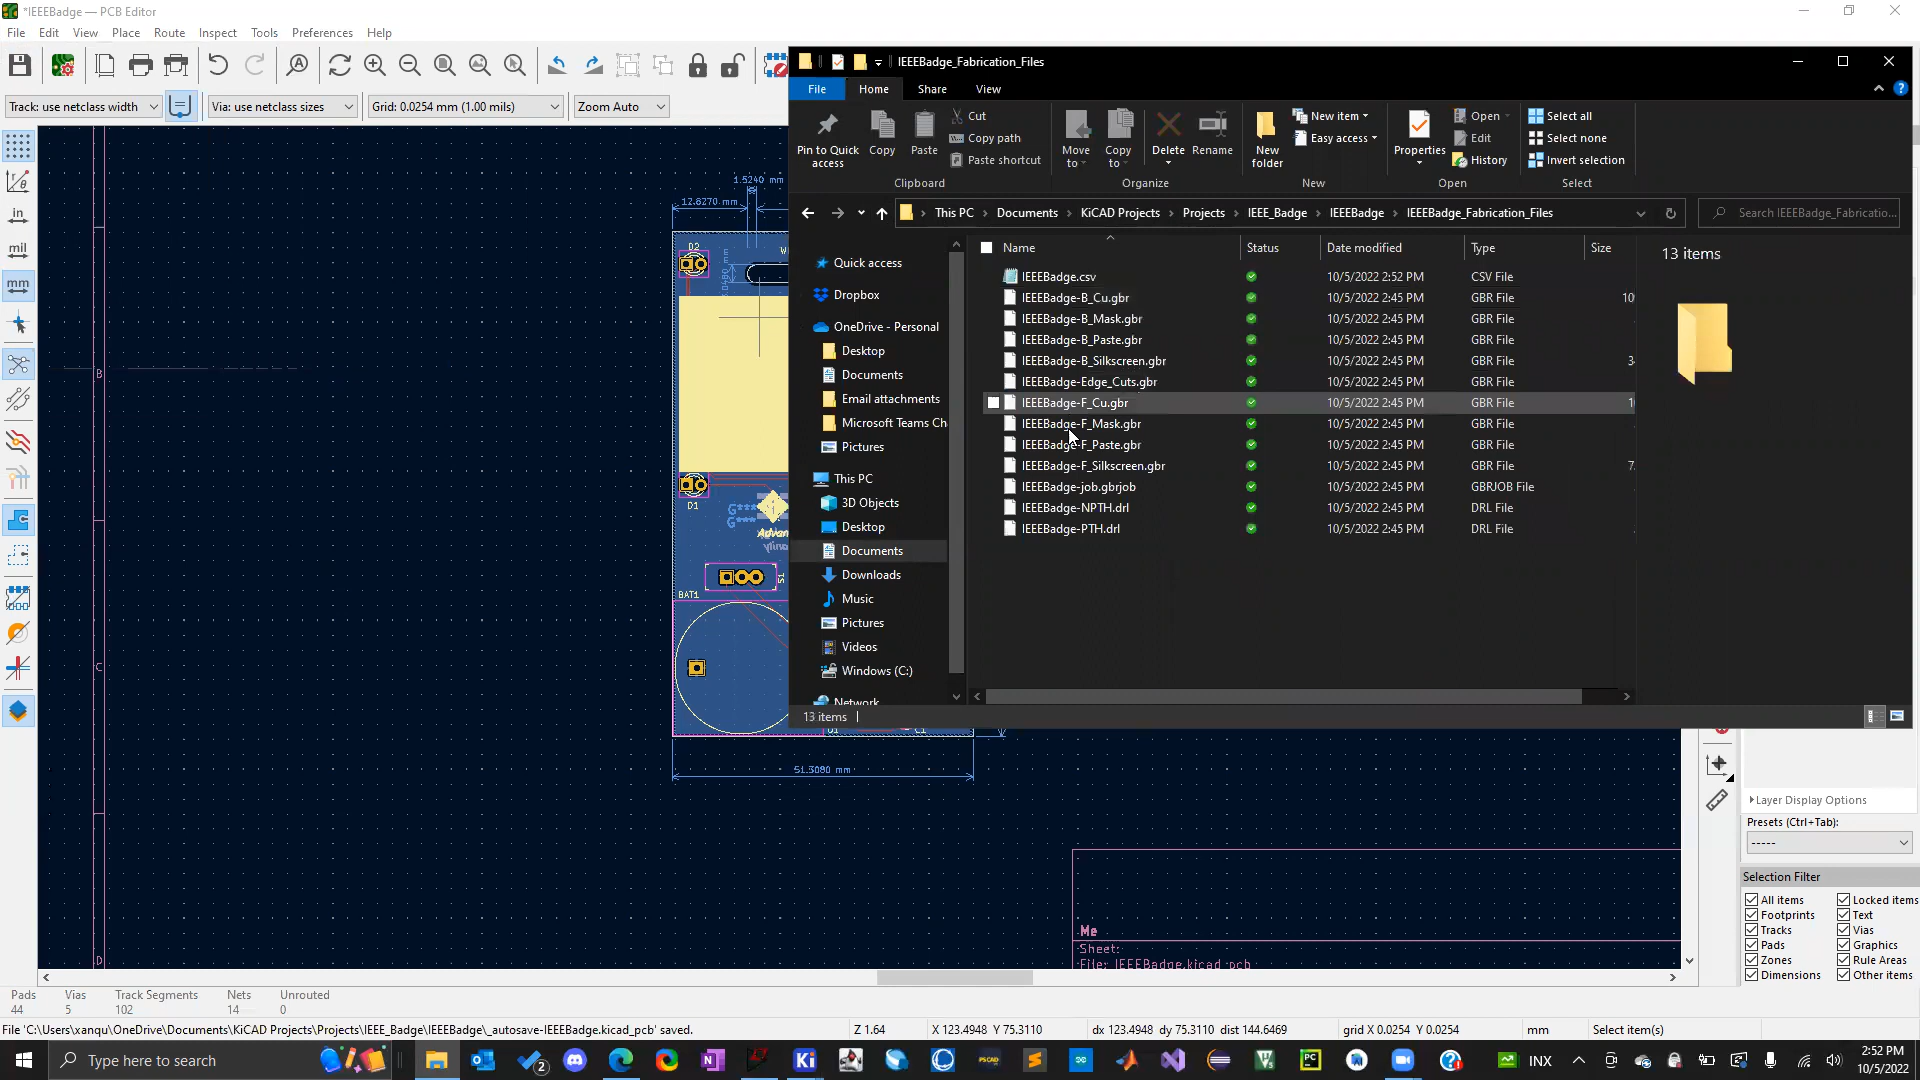 *IEEEBadge — PCB Editor
File Edit View Place Route Inspect Tools Preferences Help
Track: use netclass width
Via: use netclass sizes
Grid: 0.0254 mm (1.00 mils)
Zoom Auto
in
mil
mm
B
C
D
1.5240 mm
12.8270 mm
D2
D1
G***
G***
BAT1
S1
51.3080 mm
Me
Sheet:
File: IEEEBadge.kicad_pcb
IEEEBadge_Fabrication_Files
File Home Share View
Pin to Quick access
Copy
Paste
Cut
Copy path
Paste shortcut
Clipboard
Move to
Copy to
Delete
Rename
Organize
New folder
New item
Easy access
New
Properties
Open
Edit
History
Open
Select all
Select none
Invert selection
Select
This PC > Documents > KiCAD Projects > Projects > IEEE_Badge > IEEEBadge > IEEEBadge_Fabrication_Files
Search IEEEBadge_Fabricatio...
Quick access
Dropbox
OneDrive - Personal
Desktop
Documents
Email attachments
Microsoft Teams Ch
Pictures
This PC
3D Objects
Desktop
Documents
Downloads
Music
Pictures
Videos
Windows (C:)
Network
Name Status Date modified Type Size
IEEEBadge.csv 10/5/2022 2:52 PM CSV File
IEEEBadge-B_Cu.gbr 10/5/2022 2:45 PM GBR File 10
IEEEBadge-B_Mask.gbr 10/5/2022 2:45 PM GBR File
IEEEBadge-B_Paste.gbr 10/5/2022 2:45 PM GBR File
IEEEBadge-B_Silkscreen.gbr 10/5/2022 2:45 PM GBR File 3
IEEEBadge-Edge_Cuts.gbr 10/5/2022 2:45 PM GBR File
IEEEBadge-F_Cu.gbr 10/5/2022 2:45 PM GBR File 1
IEEEBadge-F_Mask.gbr 10/5/2022 2:45 PM GBR File
IEEEBadge-F_Paste.gbr 10/5/2022 2:45 PM GBR File
IEEEBadge-F_Silkscreen.gbr 10/5/2022 2:45 PM GBR File 7
IEEEBadge-job.gbrjob 10/5/2022 2:45 PM GBRJOB File
IEEEBadge-NPTH.drl 10/5/2022 2:45 PM DRL File
IEEEBadge-PTH.drl 10/5/2022 2:45 PM DRL File
13 items
13 items
Layer Display Options
Presets (Ctrl+Tab):
-----
Selection Filter
All items Locked items
Footprints Text
Tracks Vias
Pads Graphics
Zones Rule Areas
Dimensions Other items
Pads Vias Track Segments Nets Unrouted
44 5 102 14 0
File 'C:\Users\xanqu\OneDrive\Documents\KiCAD Projects\Projects\IEEE_Badge\IEEEBadge\_autosave-IEEEBadge.kicad_pcb' saved.
Z 1.64
X 123.4948 Y 75.3110
dx 123.4948 dy 75.3110 dist 144.6469
grid X 0.0254 Y 0.0254
mm
Select item(s)
Type here to search
2
Ki
PSCAD
PC
INX
2:52 PM
10/5/2022